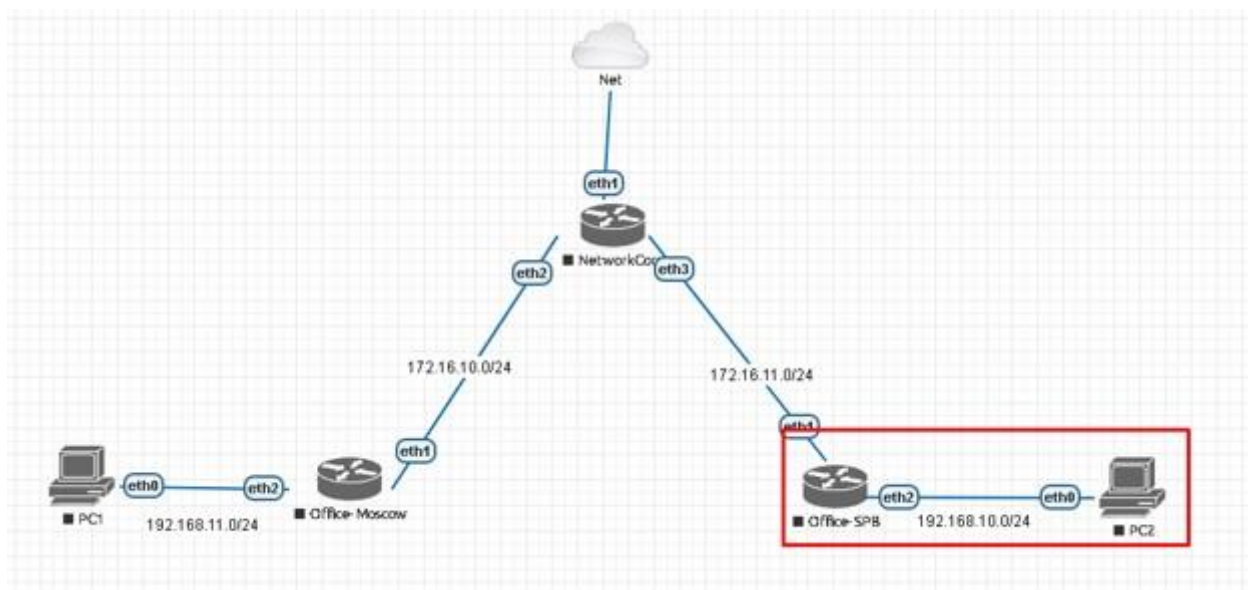 Net
eth1
NetworkCor
eth2
eth3
172.16.10.0/24
172.16.11.0/24
eth1
eth1
eth0
eth2
Office-Moscow
PC1
192.168.11.0/24
eth2
eth0
Office-SPB
192.168.10.0/24
PC2